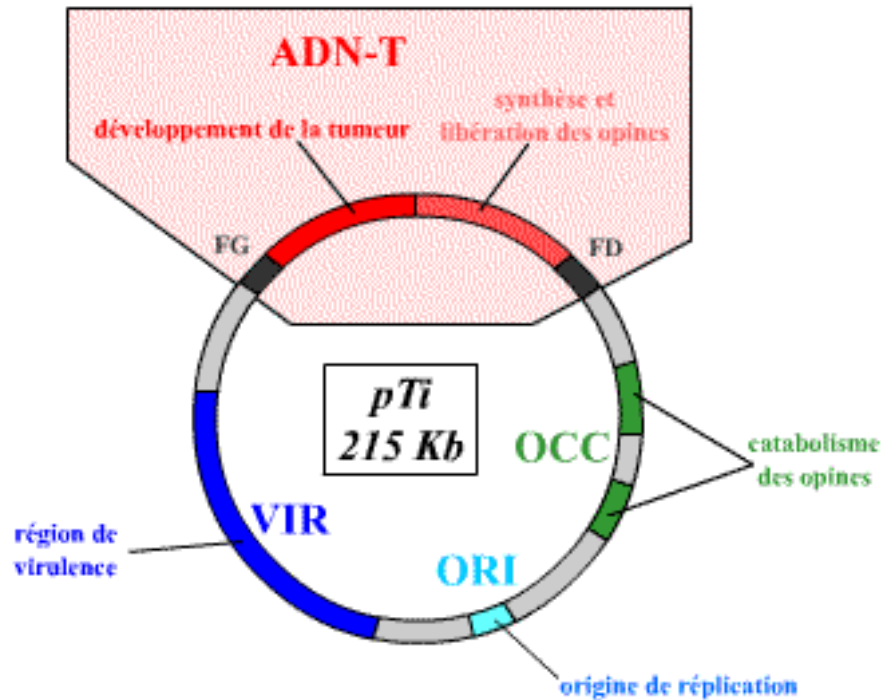 ADN-T
synthèse et
libération des opines
développement de la tumeur
FG
FD
pTi
215 Kb
OCC
catabolisme
des opines
VIR
région de
virulence
ORI
origine de réplication